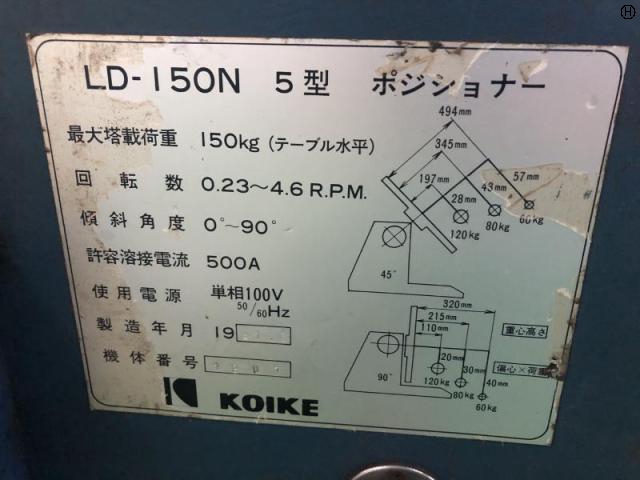 LD-150N 5型 ポジショナー
最大塔載荷重 150kg (テーブル水平)
回転数 0.23～4.6 R.P.M.
傾斜角度 0°～90°
許容溶接電流 500A
使用電源 単相100V 50/60Hz
製造年月 19
機体番号
KOIKE
494mm
345mm
197mm
57mm
43mm
28mm
60kg
80kg
120kg
45°
320mm
215mm
110mm
重心高さ
20mm
30mm
40mm
偏心×荷重
90°
120kg
80kg
60kg
H